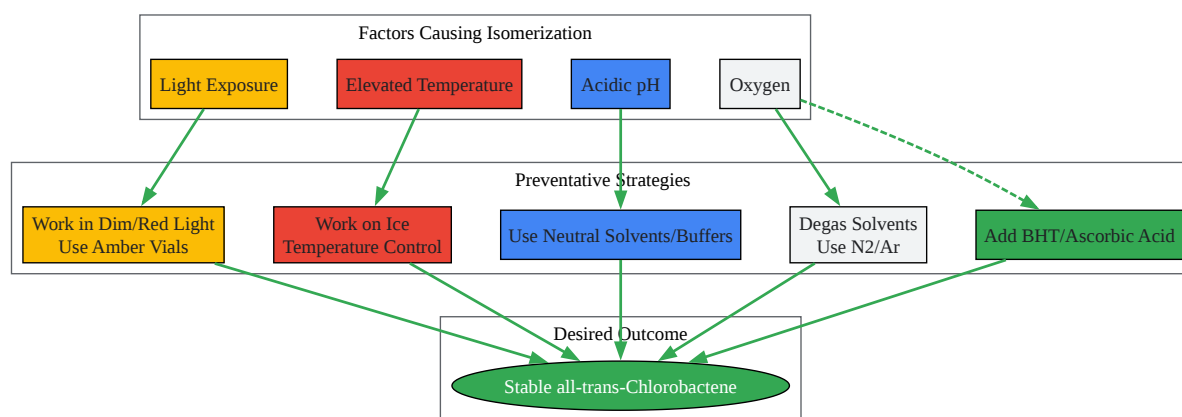 Factors Causing Isomerization
Light Exposure
Elevated Temperature
Acidic pH
Oxygen
Preventative Strategies
Work in Dim/Red Light
Use Amber Vials
Work on Ice
Temperature Control
Use Neutral Solvents/Buffers
Degas Solvents
Use N2/Ar
Add BHT/Ascorbic Acid
Desired Outcome
Stable all-trans-Chlorobactene